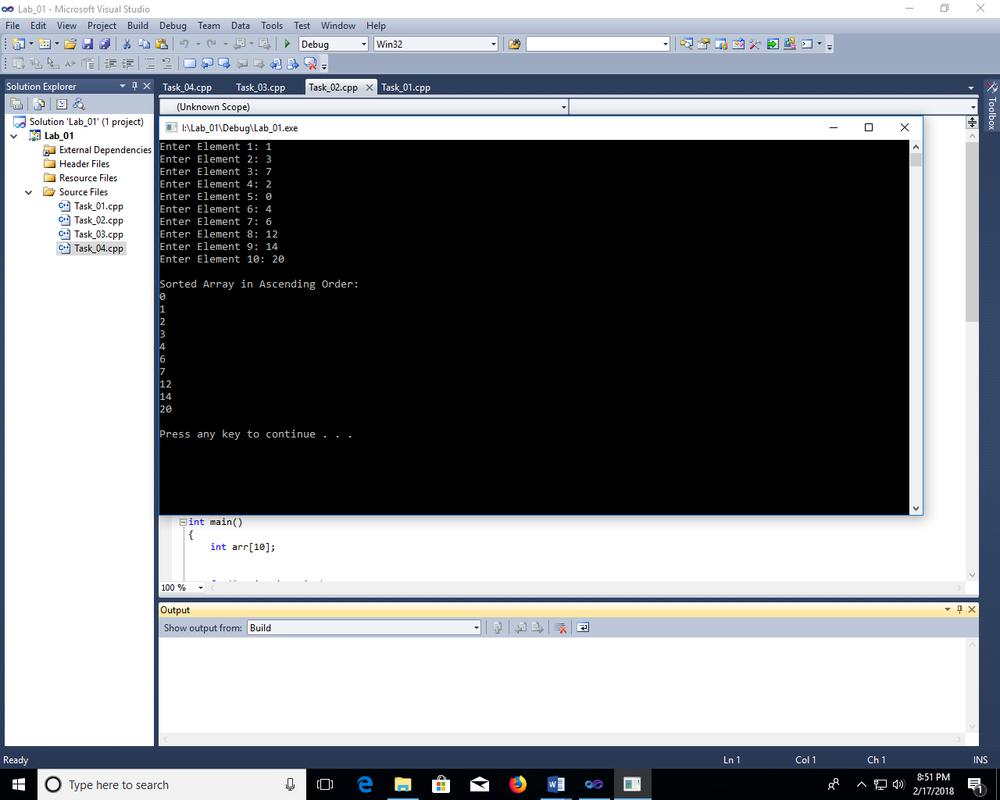 Lab_01 - Microsoft Visual Studio
File Edit View Project Build Debug Team Data Tools Test Window Help
Debug Win32
Solution Explorer
Task_04.cpp Task_03.cpp Task_02.cpp Task_01.cpp
(Unknown Scope)
Toolbox
Solution 'Lab_01' (1 project)
Lab_01
External Dependencies
Header Files
Resource Files
Source Files
Task_01.cpp
Task_02.cpp
Task_03.cpp
Task_04.cpp
I:\Lab_01\Debug\Lab_01.exe
Enter Element 1: 1
Enter Element 2: 3
Enter Element 3: 7
Enter Element 4: 2
Enter Element 5: 0
Enter Element 6: 4
Enter Element 7: 6
Enter Element 8: 12
Enter Element 9: 14
Enter Element 10: 20
Sorted Array in Ascending Order:
0
1
2
3
4
6
7
12
14
20
Press any key to continue . . .
int main()
{
int arr[10];
100 %
Output
Show output from: Build
Ready Ln 1 Col 1 Ch 1 INS
Type here to search
8:51 PM
2/17/2018
1